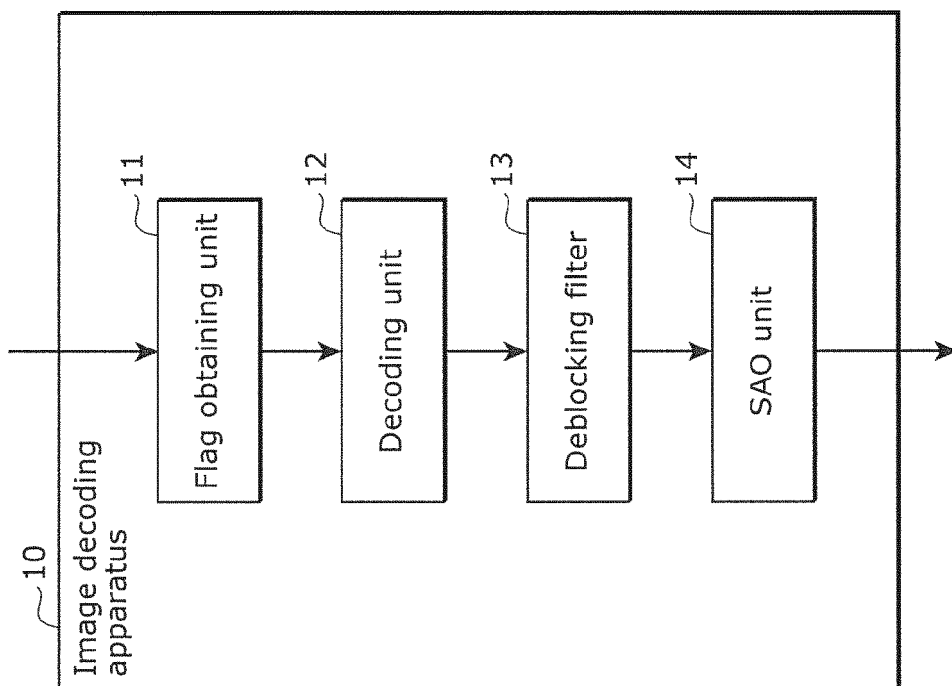 10
Image decoding
apparatus
11
Flag obtaining unit
12
Decoding unit
13
Deblocking filter
14
SAO unit